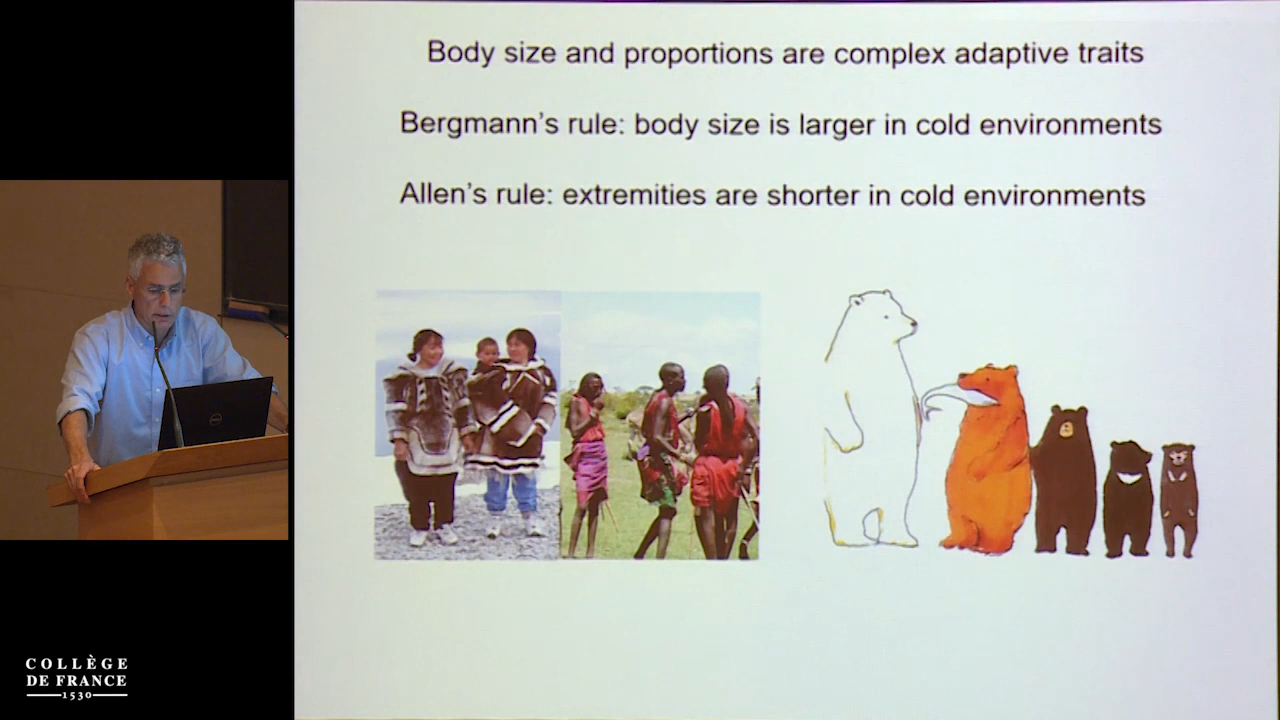 Body size and proportions are complex adaptive traits
Bergmann's rule: body size is larger in cold environments
Allen's rule: extremities are shorter in cold environments
COLLÈGE
DE FRANCE
1530